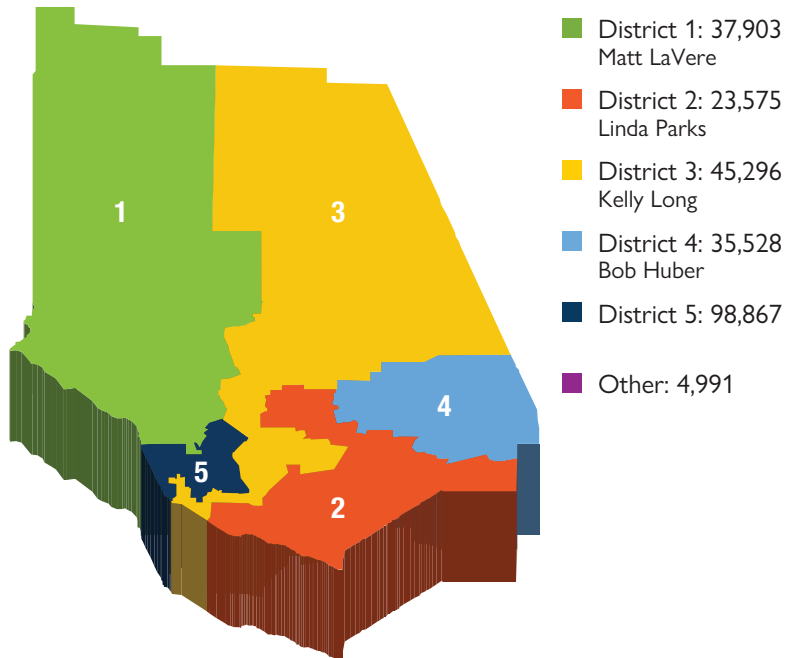 District 1: 37,903
Matt LaVere
District 2: 23,575
Linda Parks
District 3: 45,296
Kelly Long
District 4: 35,528
Bob Huber
District 5: 98,867
Other: 4,991
1
3
4
5
2